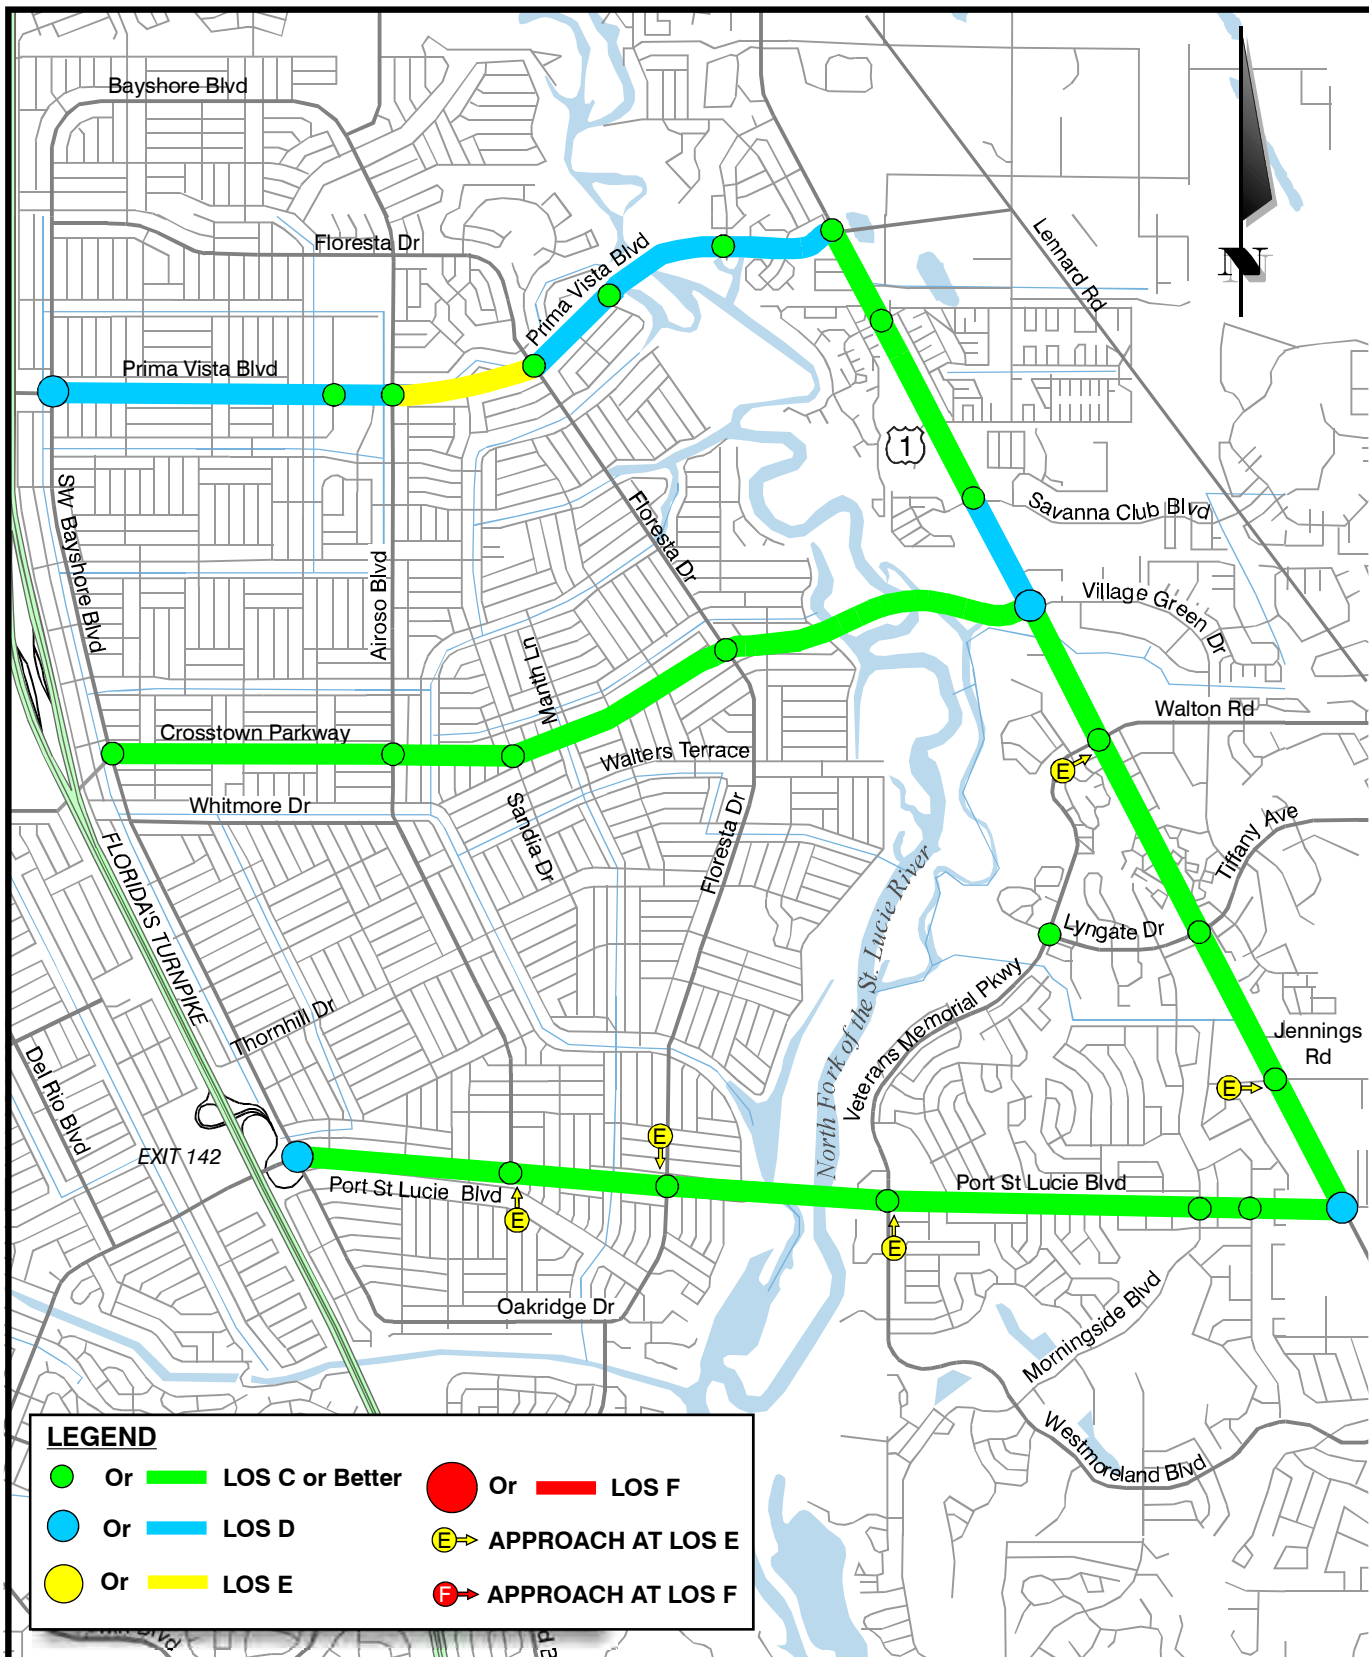 Bayshore Blvd
Floresta Dr
Prima Vista Blvd
Lennard Rd
N
Prima Vista Blvd
1
SW Bayshore Blvd
Floresta Dr
Savanna Club Blvd
Airoso Blvd
Village Green Dr
Manth Ln
Walton Rd
Crosstown Parkway
Walters Terrace
E
Whitmore Dr
Sandia Dr
Floresta Dr
Tiffany Ave
FLORIDA'S TURNPIKE
North Fork of the St. Lucie River
Lyngate Dr
Veterans Memorial Pkwy
Thornhill Dr
Jennings
Rd
Del Rio Blvd
E
E
EXIT 142
Port St Lucie Blvd
Port St Lucie Blvd
E
E
Oakridge Dr
Morningside Blvd
Westmoreland Blvd
LEGEND
Or LOS C or Better
Or LOS F
Or LOS D
E APPROACH AT LOS E
Or LOS E
F APPROACH AT LOS F
Blvd